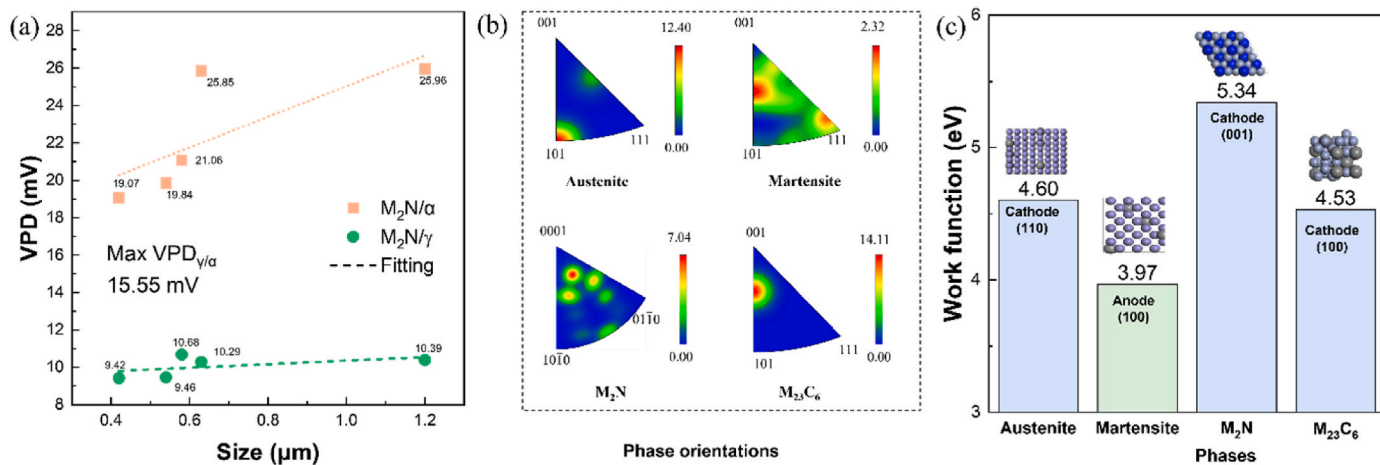 (a)
28
26
24
22
20
18
16
14
12
10
8
VPD (mV)
25.85
25.96
21.06
19.07
19.84
M₂N/α
M₂N/γ
Fitting
Max VPDγ/α
15.55 mV
9.42
9.46
10.68
10.29
10.39
0.4 0.6 0.8 1.0 1.2
Size (μm)
(b)
001
12.40
0.00
101
111
Austenite
001
2.32
0.00
101
111
Martensite
0001
7.04
0.00
011̄0
101̄0
M₂N
001
14.11
0.00
101
111
M₂₃C₆
Phase orientations
(c)
6
5
4
3
Work function (eV)
4.60
Cathode
(110)
3.97
Anode
(100)
5.34
Cathode
(001)
4.53
Cathode
(100)
Austenite Martensite M₂N M₂₃C₆
Phases